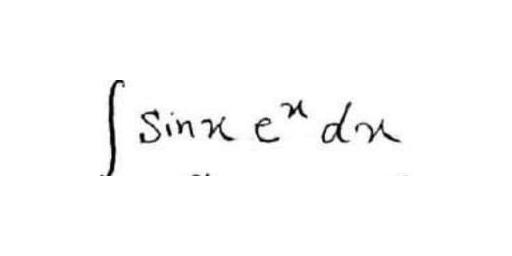 ∫ sinx eˣ dx